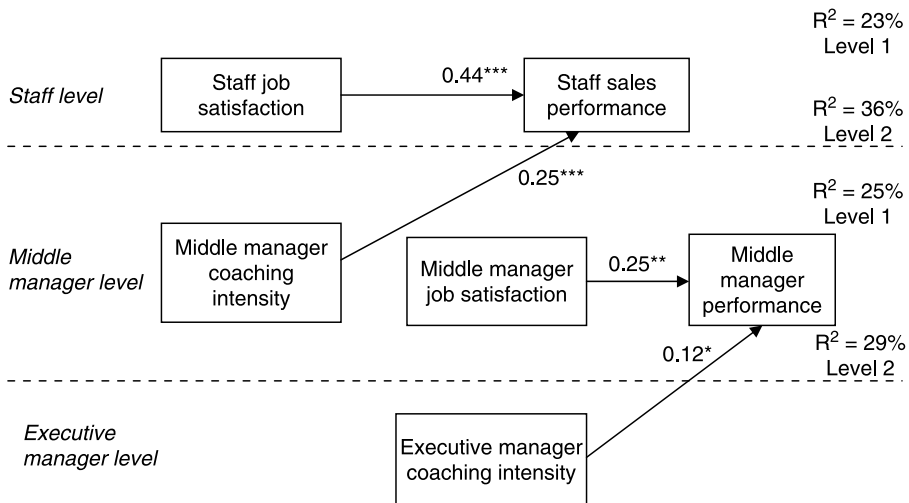 R² = 23%
Level 1
Staff level
Staff job
satisfaction
0.44***
Staff sales
performance
R² = 36%
Level 2
0.25***
R² = 25%
Level 1
Middle
manager level
Middle manager
coaching
intensity
Middle manager
job satisfaction
0.25**
Middle
manager
performance
0.12*
R² = 29%
Level 2
Executive
manager level
Executive manager
coaching intensity